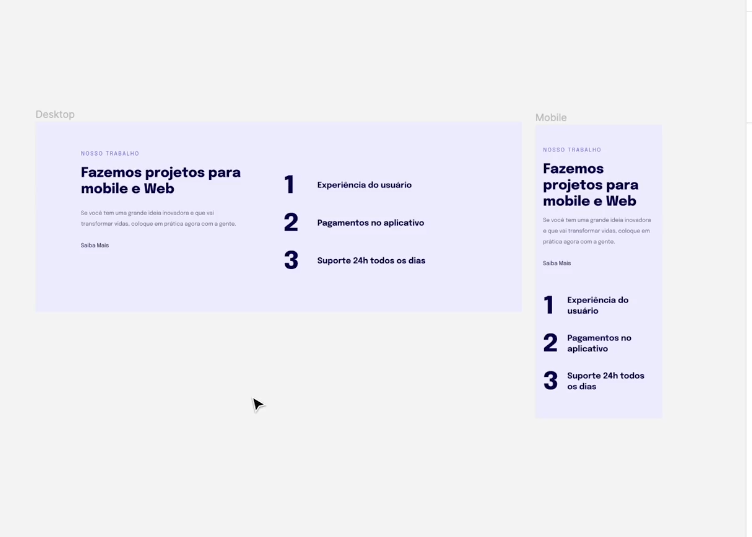 Desktop
NOSSO TRABALHO
Fazemos projetos para
mobile e Web
Se você tem uma grande ideia inovadora e que vai
transformar vidas, coloque em prática agora com a gente.
Saiba Mais
1 Experiência do usuário
2 Pagamentos no aplicativo
3 Suporte 24h todos os dias
Mobile
NOSSO TRABALHO
Fazemos
projetos para
mobile e Web
Se você tem uma grande ideia inovadora
e que vai transformar vidas, coloque em
prática agora com a gente.
Saiba Mais
1 Experiência do
usuário
2 Pagamentos no
aplicativo
3 Suporte 24h todos
os dias